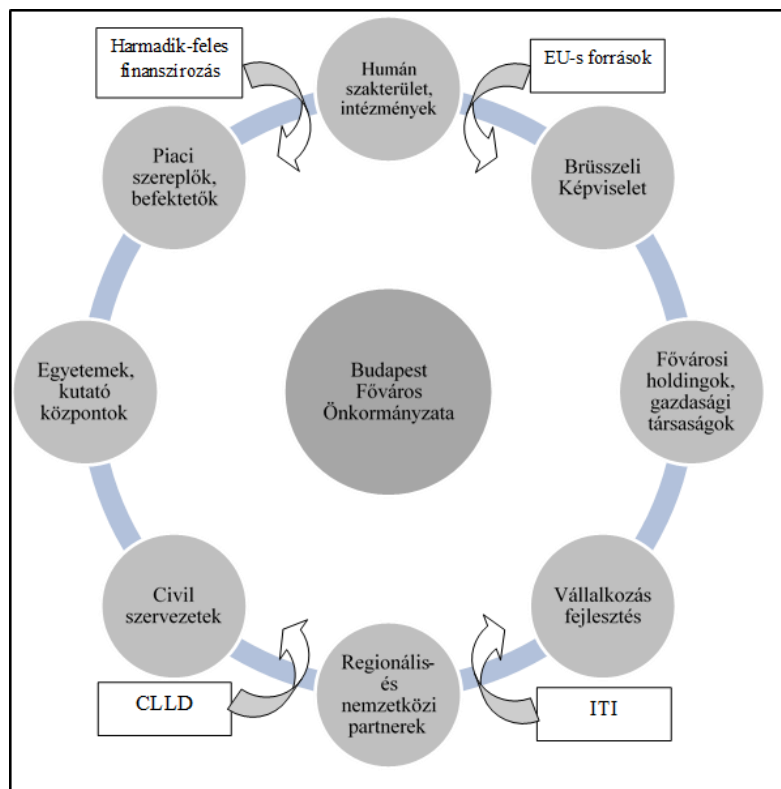 Harmadik-feles
finanszirozás
Humán
szakterület,
intézmények
EU-s források
Piaci
szereplők,
befektetők
Brüsszeli
Képviselet
Egyetemek,
kutató
központok
Budapest
Főváros
Önkormányzata
Fővárosi
holdingok,
gazdasági
társaságok
Civil
szervezetek
Vállalkozás
fejlesztés
CLLD
Regionális-
és
nemzetközi
partnerek
ITI